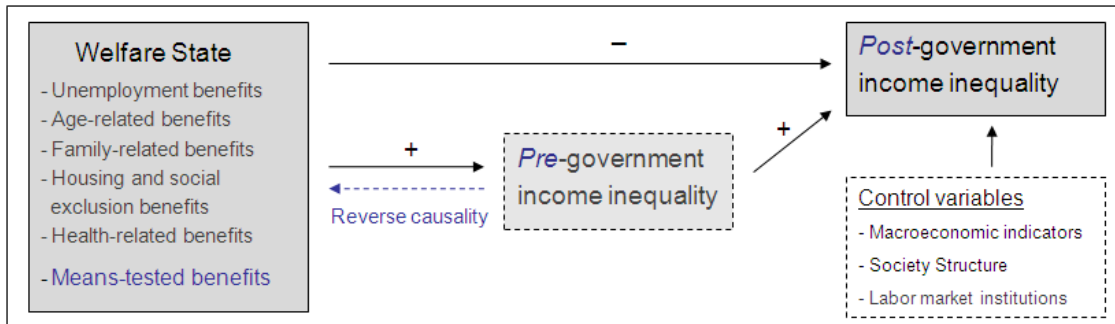 Welfare State
- Unemployment benefits
- Age-related benefits
- Family-related benefits
- Housing and social
exclusion benefits
- Health-related benefits
- Means-tested benefits
–
+
Reverse causality
Pre-government
income inequality
+
Post-government
income inequality
Control variables
- Macroeconomic indicators
- Society Structure
- Labor market institutions